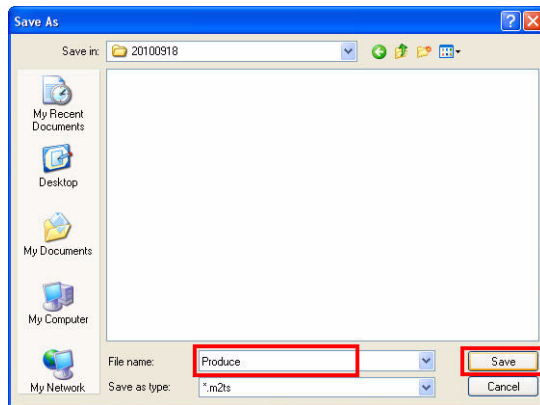 Save As
Save in: 20100918
My Recent
Documents
Desktop
My Documents
My Computer
My Network
File name: Produce Save
Save as type: *.m2ts Cancel